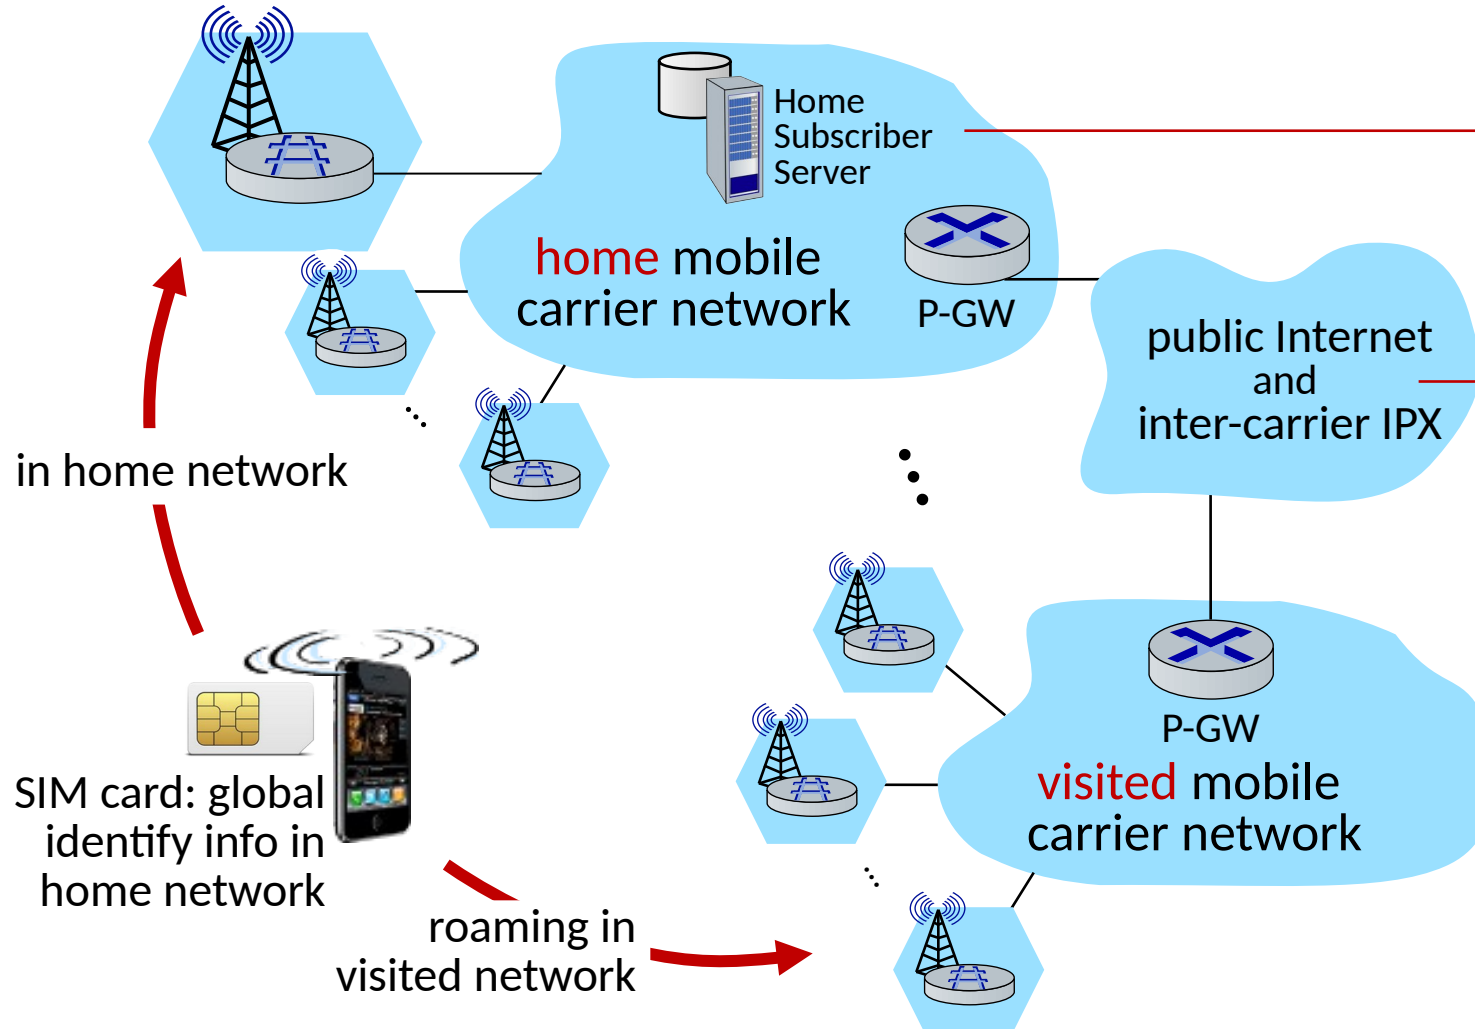 Home
Subscriber
Server
home mobile
carrier network
P-GW
public Internet
and
inter-carrier IPX
in home network
SIM card: global
identify info in
home network
P-GW
visited mobile
carrier network
roaming in
visited network